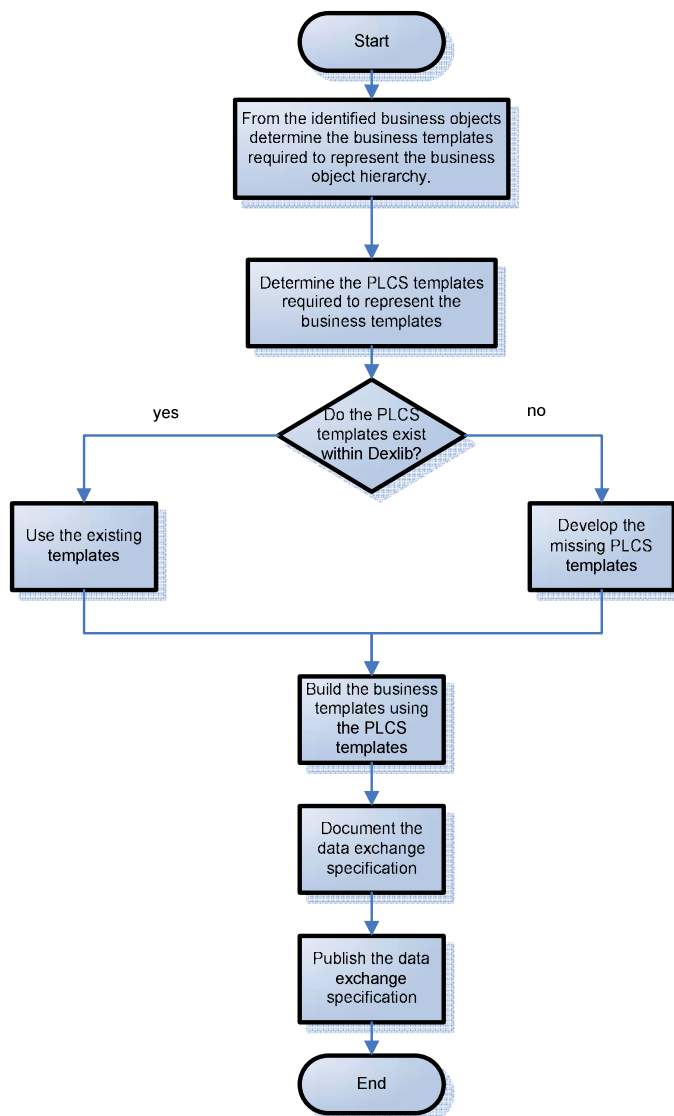 Start
From the identified business objects
determine the business templates
required to represent the business
object hierarchy.
Determine the PLCS templates
required to represent the
business templates
Do the PLCS
templates exist
within Dexlib?
yes
no
Use the existing
templates
Develop the
missing PLCS
templates
Build the business
templates using
the PLCS
templates
Document the
data exchange
specification
Publish the data
exchange
specification
End